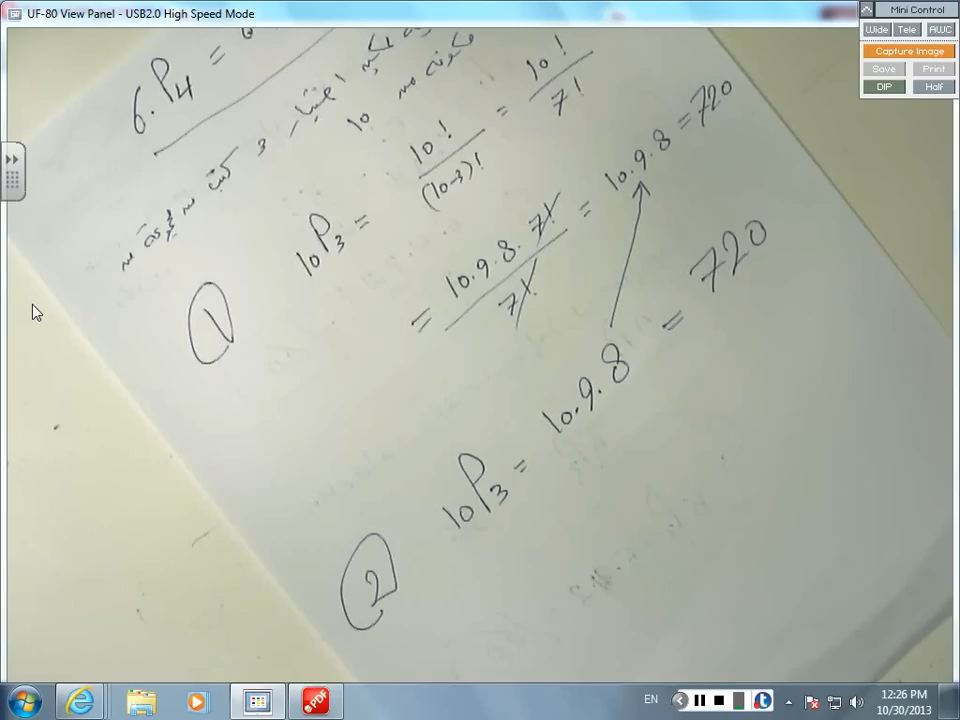 UF-80 View Panel - USB2.0 High Speed Mode
Mini Control
Wide Tele AWC
Capture Image
Save Print
DIP Half
6.P4 =
10
10P3 = 10! / (10-3)! = 10! / 7!
= 10.9.8.7! / 7! = 10.9.8 = 720
1
10P3 = 10.9.8 = 720
2
PDF
EN
12:26 PM
10/30/2013